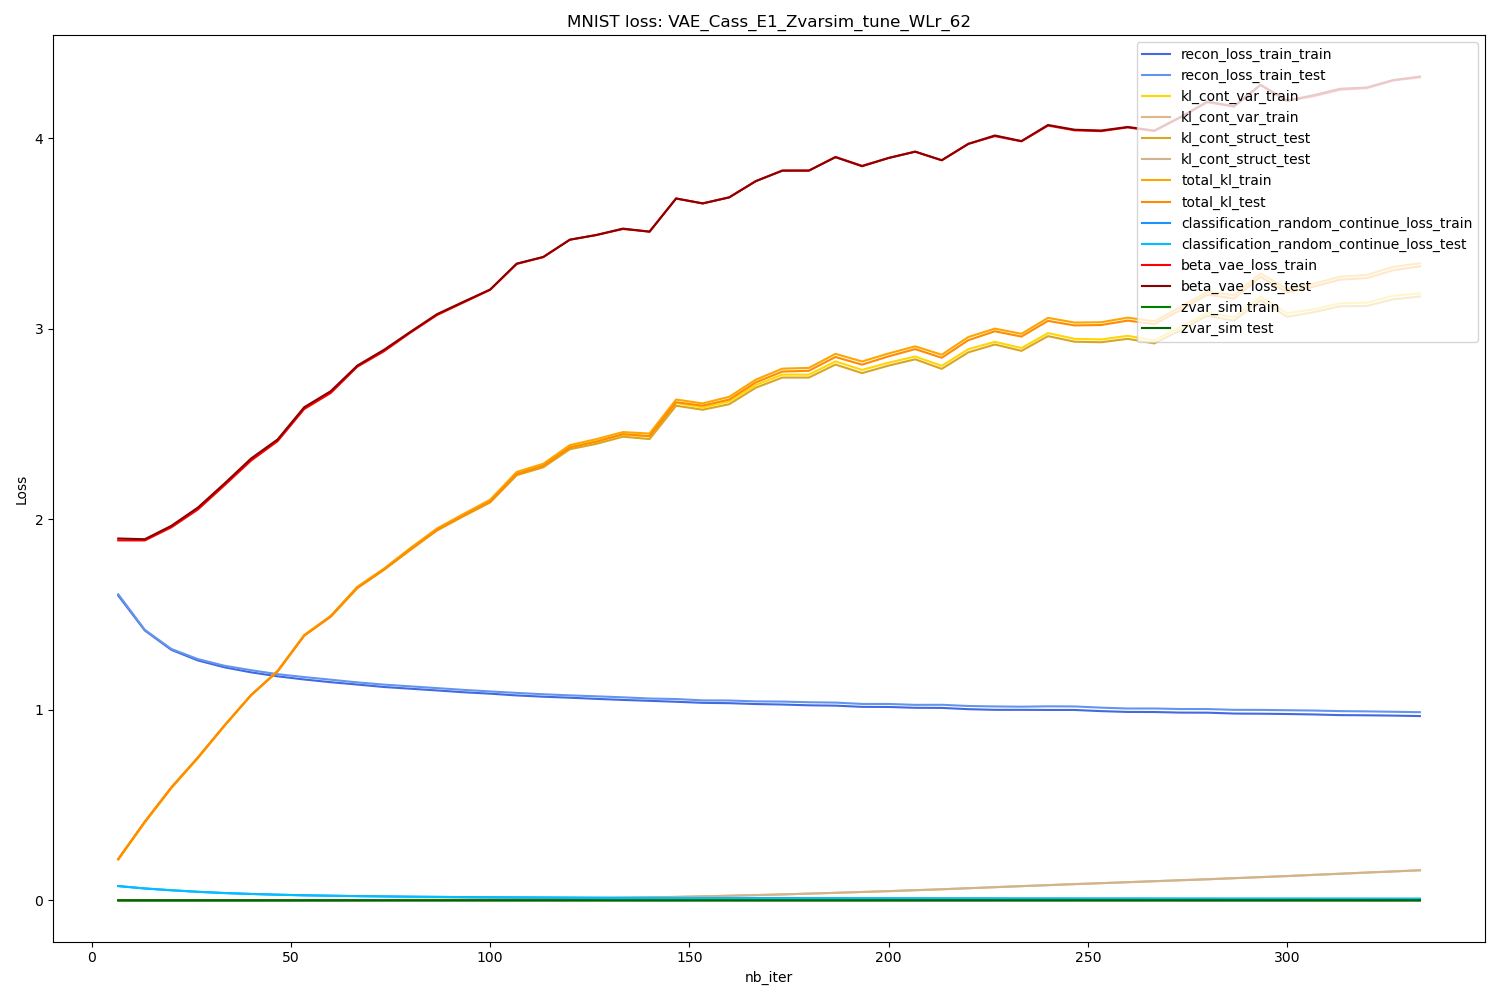 MNIST loss: VAE_Cass_E1_Zvarsim_tune_WLr_62
recon_loss_train_train
recon_loss_train_test
kl_cont_var_train
kl_cont_var_train
kl_cont_struct_test
kl_cont_struct_test
total_kl_train
total_kl_test
classification_random_continue_loss_train
classification_random_continue_loss_test
beta_vae_loss_train
beta_vae_loss_test
zvar_sim train
zvar_sim test
4
3
2
1
0
Loss
0 50 100 150 200 250 300
nb_iter